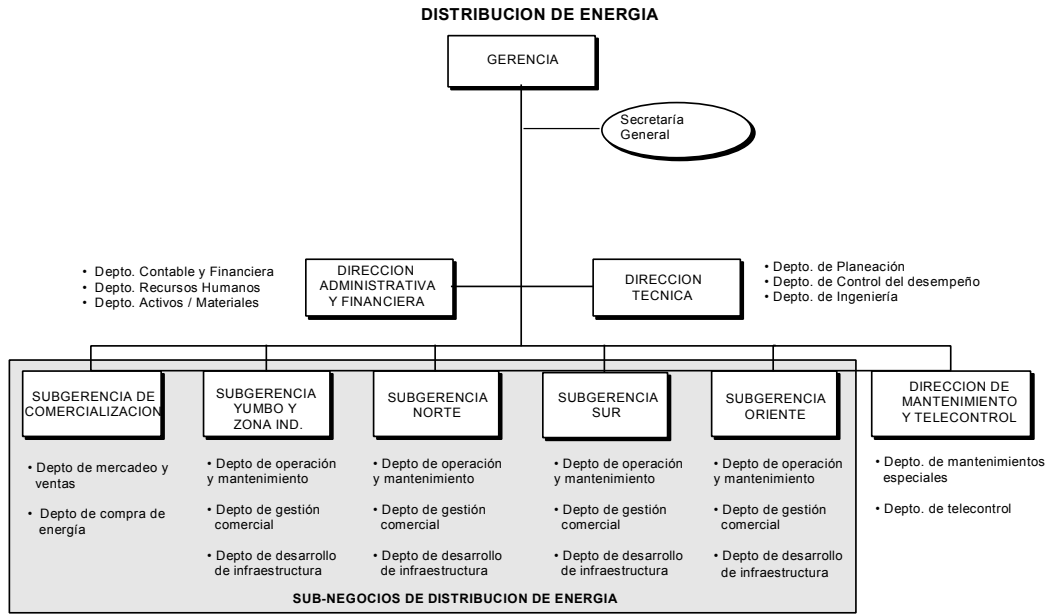 DISTRIBUCION DE ENERGIA
GERENCIA
Secretaría
General
• Depto. Contable y Financiera
• Depto. Recursos Humanos
• Depto. Activos / Materiales
DIRECCION
ADMINISTRATIVA
Y FINANCIERA
DIRECCION
TECNICA
• Depto. de Planeación
• Depto. de Control del desempeño
• Depto. de Ingeniería
SUBGERENCIA DE
COMERCIALIZACION
• Depto de mercadeo y
ventas
• Depto de compra de
energía
SUBGERENCIA
YUMBO Y
ZONA IND.
• Depto de operación
y mantenimiento
• Depto de gestión
comercial
• Depto de desarrollo
de infraestructura
SUBGERENCIA
NORTE
• Depto de operación
y mantenimiento
• Depto de gestión
comercial
• Depto de desarrollo
de infraestructura
SUBGERENCIA
SUR
• Depto de operación
y mantenimiento
• Depto de gestión
comercial
• Depto de desarrollo
de infraestructura
SUBGERENCIA
ORIENTE
• Depto de operación
y mantenimiento
• Depto de gestión
comercial
• Depto de desarrollo
de infraestructura
DIRECCION DE
MANTENIMIENTO
Y TELECONTROL
• Depto. de mantenimientos
especiales
• Depto. de telecontrol
SUB-NEGOCIOS DE DISTRIBUCION DE ENERGIA